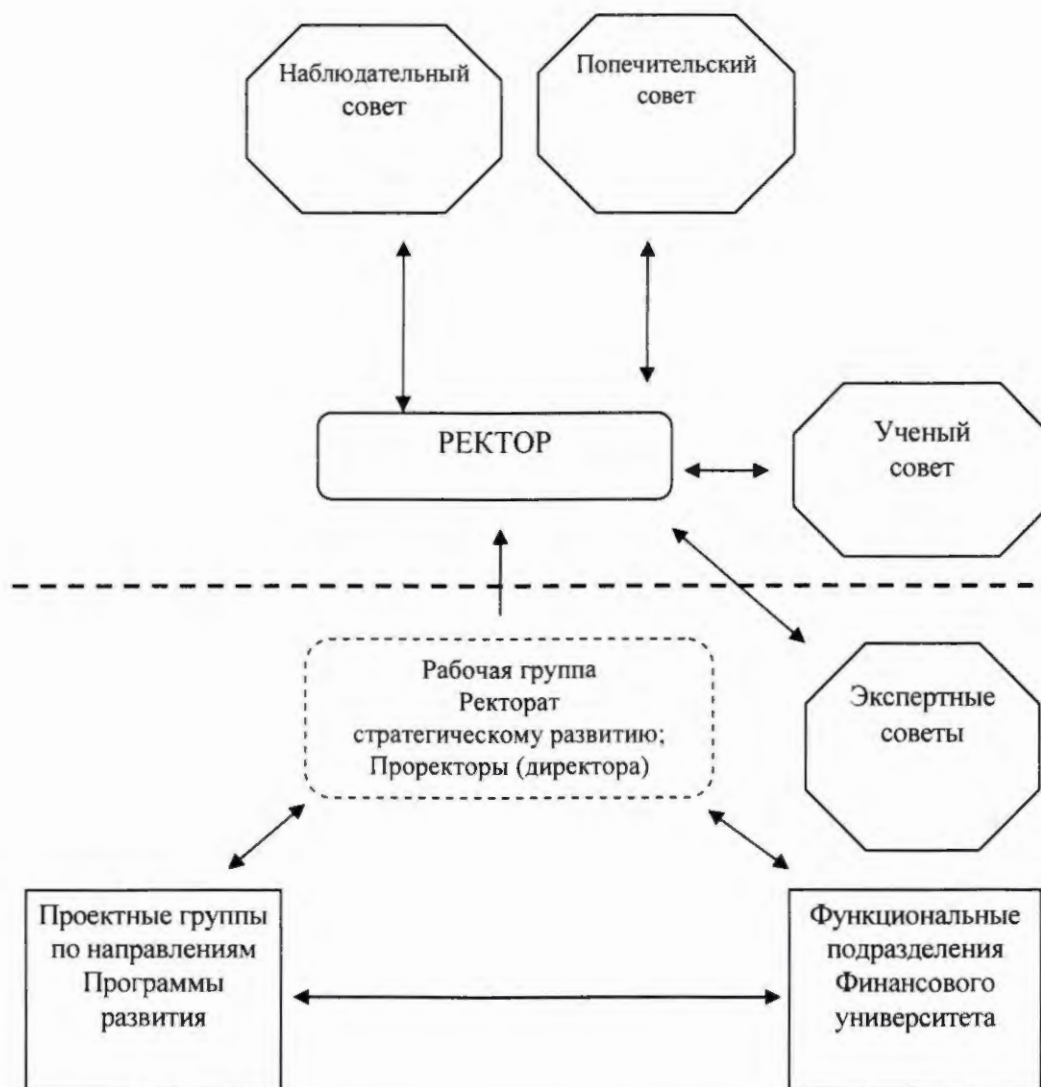 Наблюдательный
совет
Попечительский
совет
РЕКТОР
Ученый
совет
Рабочая группа
Ректорат
стратегическому развитию;
Проректоры (директора)
Экспертные
советы
Проектные группы
по направлениям
Программы
развития
Функциональные
подразделения
Финансового
университета